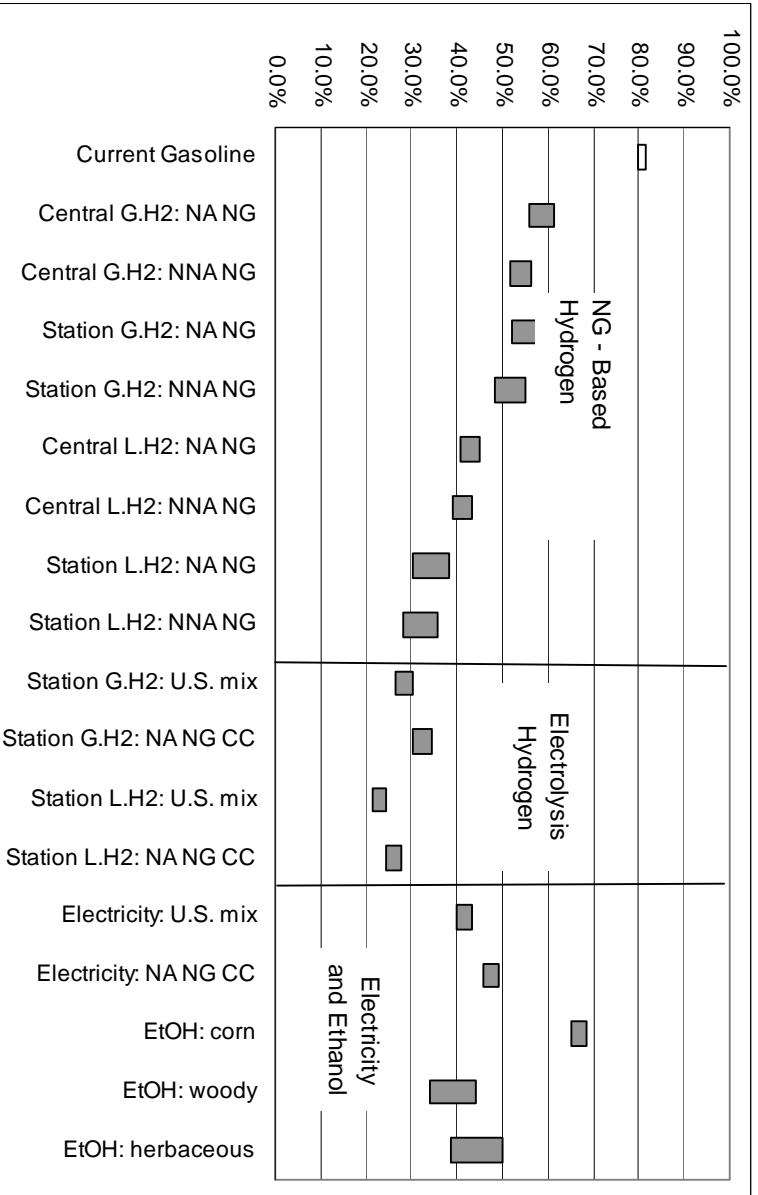 100.0%
90.0%
80.0%
70.0%
60.0%
50.0%
40.0%
30.0%
20.0%
10.0%
0.0%
NG - Based
Hydrogen
Electrolysis
Hydrogen
Electricity
and Ethanol
Current Gasoline
Central G.H2: NA NG
Central G.H2: NNA NG
Station G.H2: NA NG
Station G.H2: NNA NG
Central L.H2: NA NG
Central L.H2: NNA NG
Station L.H2: NA NG
Station L.H2: NNA NG
Station G.H2: U.S. mix
Station G.H2: NA NG CC
Station L.H2: U.S. mix
Station L.H2: NA NG CC
Electricity: U.S. mix
Electricity: NA NG CC
EtOH: corn
EtOH: woody
EtOH: herbaceous